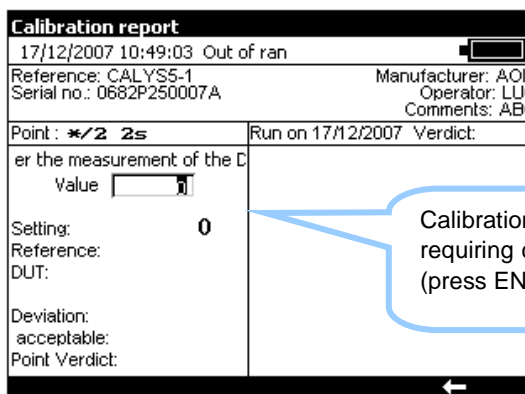 Calibration report
17/12/2007 10:49:03 Out of ran
Reference: CALYS5-1
Manufacturer: AO
Serial no.: 0682P250007A
Operator: LU
Comments: AB
Point : */2 2s
Run on 17/12/2007 Verdict:
er the measurement of the D
Value 0
Setting: 0
Reference:
DUT:
Deviation:
acceptable:
Point Verdict:
Calibration
requiring
(press EN